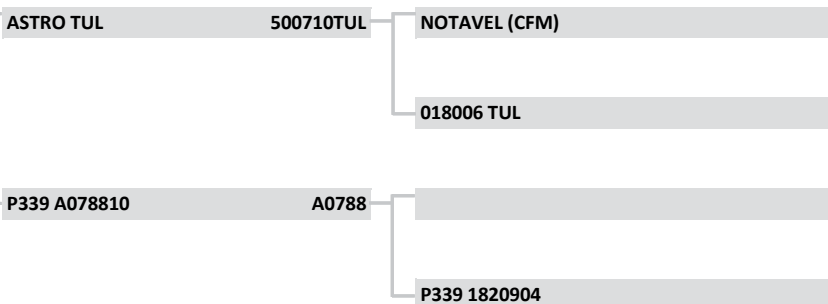 ASTRO TUL 500710TUL NOTAVEL (CFM)
018006 TUL
P339 A078810 A0788
P339 1820904